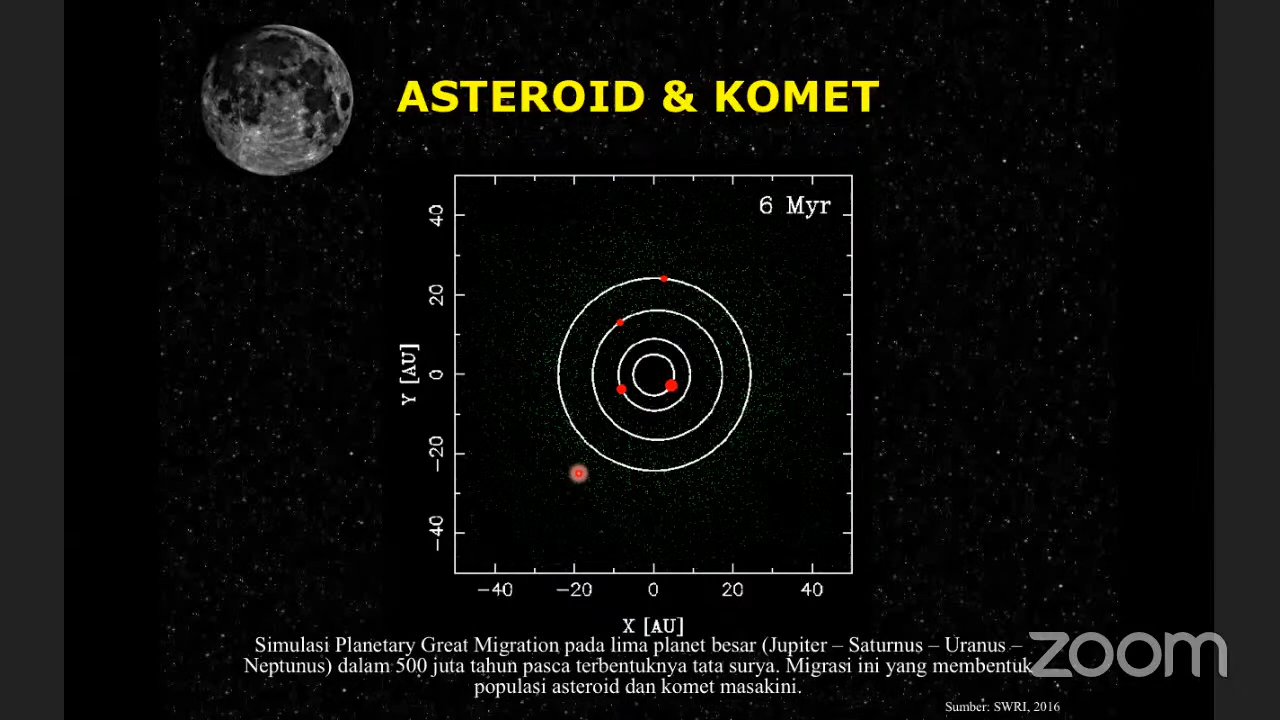 ASTEROID & KOMET
6 Myr
40
20
0
−20
−40
Y [AU]
−40 −20 0 20 40
X [AU]
Simulasi Planetary Great Migration pada lima planet besar (Jupiter – Saturnus – Uranus –
Neptunus) dalam 500 juta tahun pasca terbentuknya tata surya. Migrasi ini yang membentuk
populasi asteroid dan komet masakini.
zoom
Sumber: SWRI, 2016